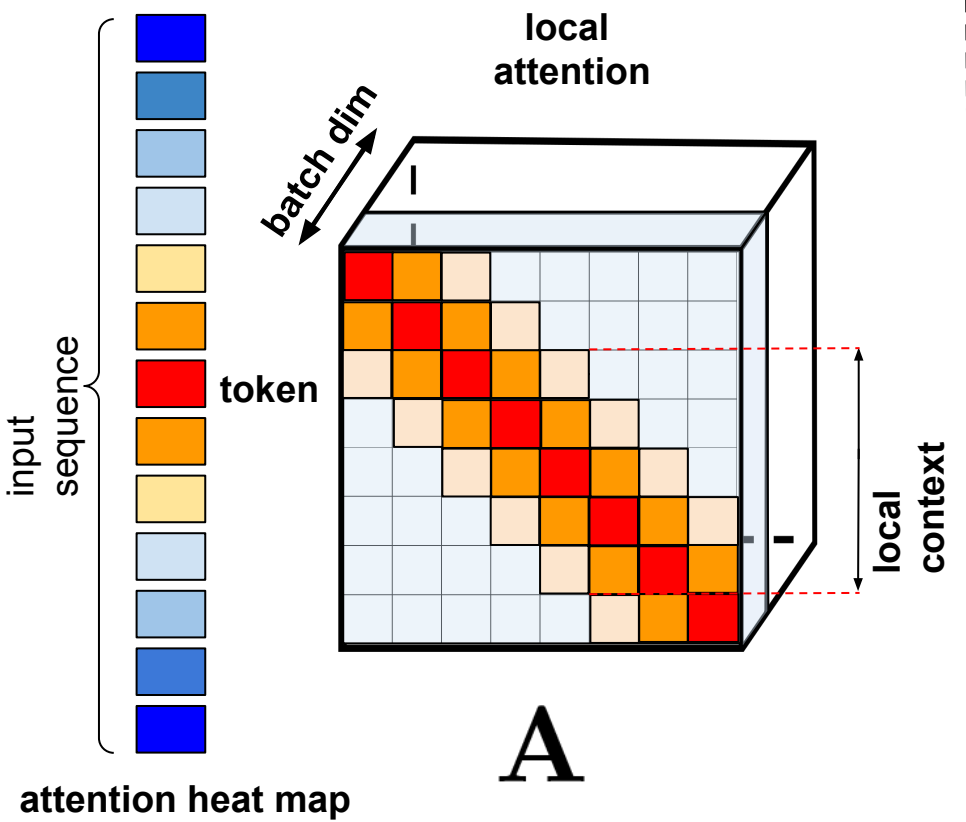 local
attention
batch dim
input
sequence
token
local
context
A
attention heat map